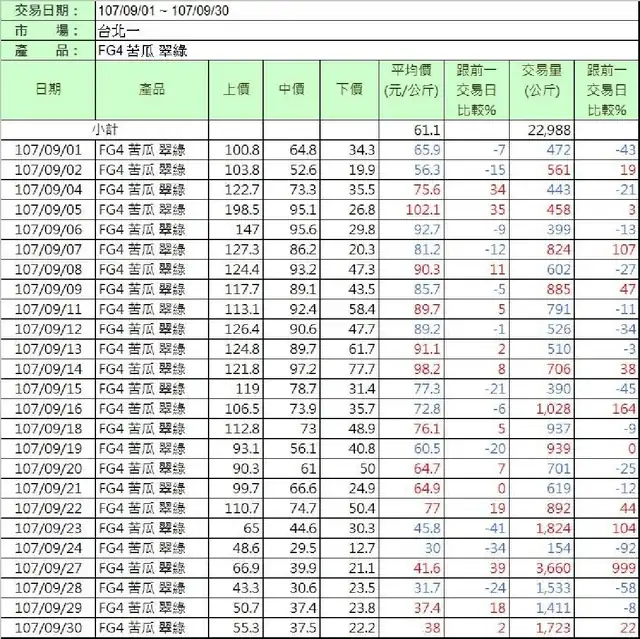 交易日期： 107/09/01 ~ 107/09/30
市 場： 台北一
產 品： FG4 苦瓜 翠綠
日期 產品 上價 中價 下價 平均價 (元/公斤) 跟前一交易日比較% 交易量 (公斤) 跟前一交易日比較%
小計 61.1 22,988
107/09/01 FG4 苦瓜 翠綠 100.8 64.8 34.3 65.9 -7 472 -43
107/09/02 FG4 苦瓜 翠綠 103.8 52.6 19.9 56.3 -15 561 19
107/09/04 FG4 苦瓜 翠綠 122.7 73.3 35.5 75.6 34 443 -21
107/09/05 FG4 苦瓜 翠綠 198.5 95.1 26.8 102.1 35 458 3
107/09/06 FG4 苦瓜 翠綠 147 95.6 29.8 92.7 -9 399 -13
107/09/07 FG4 苦瓜 翠綠 127.3 86.2 20.3 81.2 -12 824 107
107/09/08 FG4 苦瓜 翠綠 124.4 93.2 47.3 90.3 11 602 -27
107/09/09 FG4 苦瓜 翠綠 117.7 89.1 43.5 85.7 -5 885 47
107/09/11 FG4 苦瓜 翠綠 113.1 92.4 58.4 89.7 5 791 -11
107/09/12 FG4 苦瓜 翠綠 126.4 90.6 47.7 89.2 -1 526 -34
107/09/13 FG4 苦瓜 翠綠 124.8 89.7 61.7 91.1 2 510 -3
107/09/14 FG4 苦瓜 翠綠 121.8 97.2 77.7 98.2 8 706 38
107/09/15 FG4 苦瓜 翠綠 119 78.7 31.4 77.3 -21 390 -45
107/09/16 FG4 苦瓜 翠綠 106.5 73.9 35.7 72.8 -6 1,028 164
107/09/18 FG4 苦瓜 翠綠 112.8 73 48.9 76.1 5 937 -9
107/09/19 FG4 苦瓜 翠綠 93.1 56.1 40.8 60.5 -20 939 0
107/09/20 FG4 苦瓜 翠綠 90.3 61 50 64.7 7 701 -25
107/09/21 FG4 苦瓜 翠綠 99.7 66.6 24.9 64.9 0 619 -12
107/09/22 FG4 苦瓜 翠綠 110.7 74.7 50.4 77 19 892 44
107/09/23 FG4 苦瓜 翠綠 65 44.6 30.3 45.8 -41 1,824 104
107/09/24 FG4 苦瓜 翠綠 48.6 29.5 12.7 30 -34 154 -92
107/09/27 FG4 苦瓜 翠綠 66.9 39.9 21.1 41.6 39 3,660 999
107/09/28 FG4 苦瓜 翠綠 43.3 30.6 23.5 31.7 -24 1,533 -58
107/09/29 FG4 苦瓜 翠綠 50.7 37.4 23.8 37.4 18 1,411 -8
107/09/30 FG4 苦瓜 翠綠 55.3 37.5 22.2 38 2 1,723 22